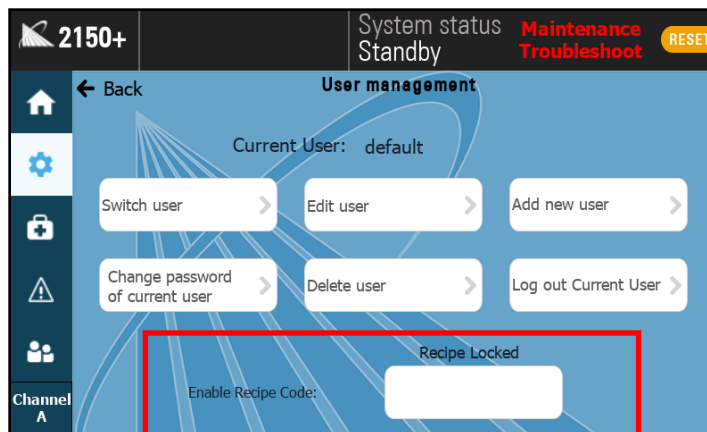 2150+
System status
Standby
Maintenance
Troubleshoot
RESET
Back
User management
Current User: default
Switch user
Edit user
Add new user
Change password
of current user
Delete user
Log out Current User
Recipe Locked
Enable Recipe Code:
Channel
A